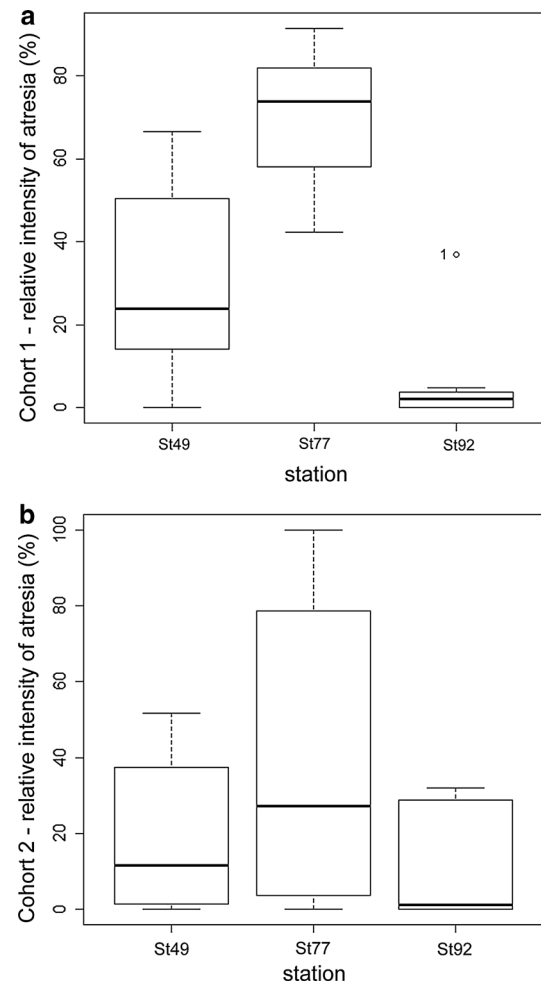 a
Cohort 1 - relative intensity of atresia (%)
80
60
40
20
0
1
St49 St77 St92
station
b
Cohort 2 - relative intensity of atresia (%)
100
80
60
40
20
0
St49 St77 St92
station